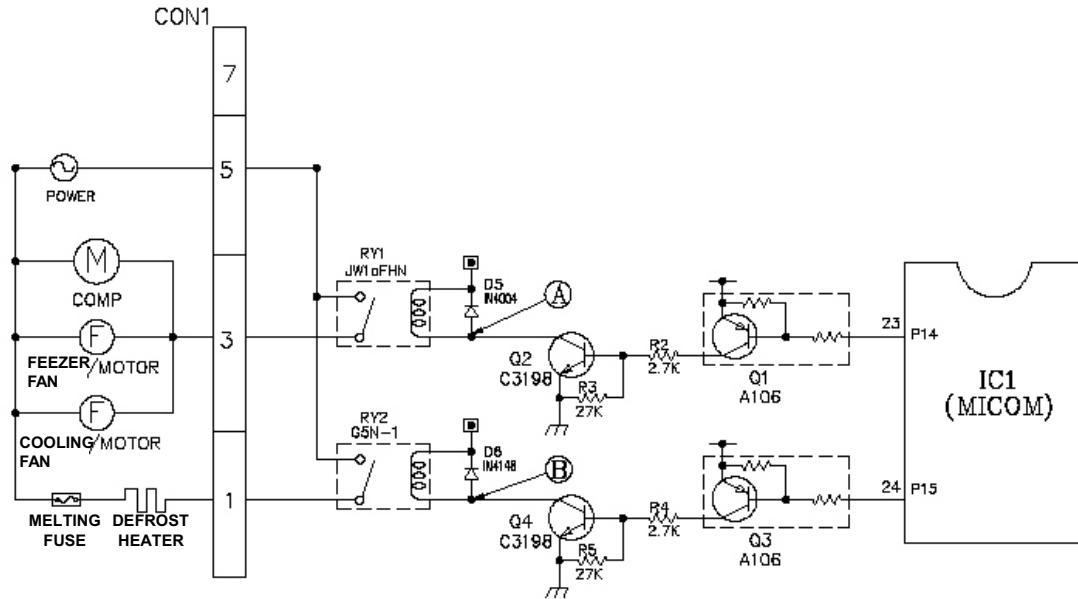 CON1
7
5
POWER
M
COMP
RY1
JW1aFHN
D5
IN4004
A
3
F
FEEZER
FAN
/MOTOR
Q2
C3198
R2
2.7K
R3
27K
Q1
A106
23
P14
IC1
(MICOM)
F
COOLING
FAN
/MOTOR
RY2
G5N-1
D6
IN4148
B
1
MELTING
FUSE
DEFROST
HEATER
Q4
C3198
R4
2.7K
R5
27K
Q3
A106
24
P15